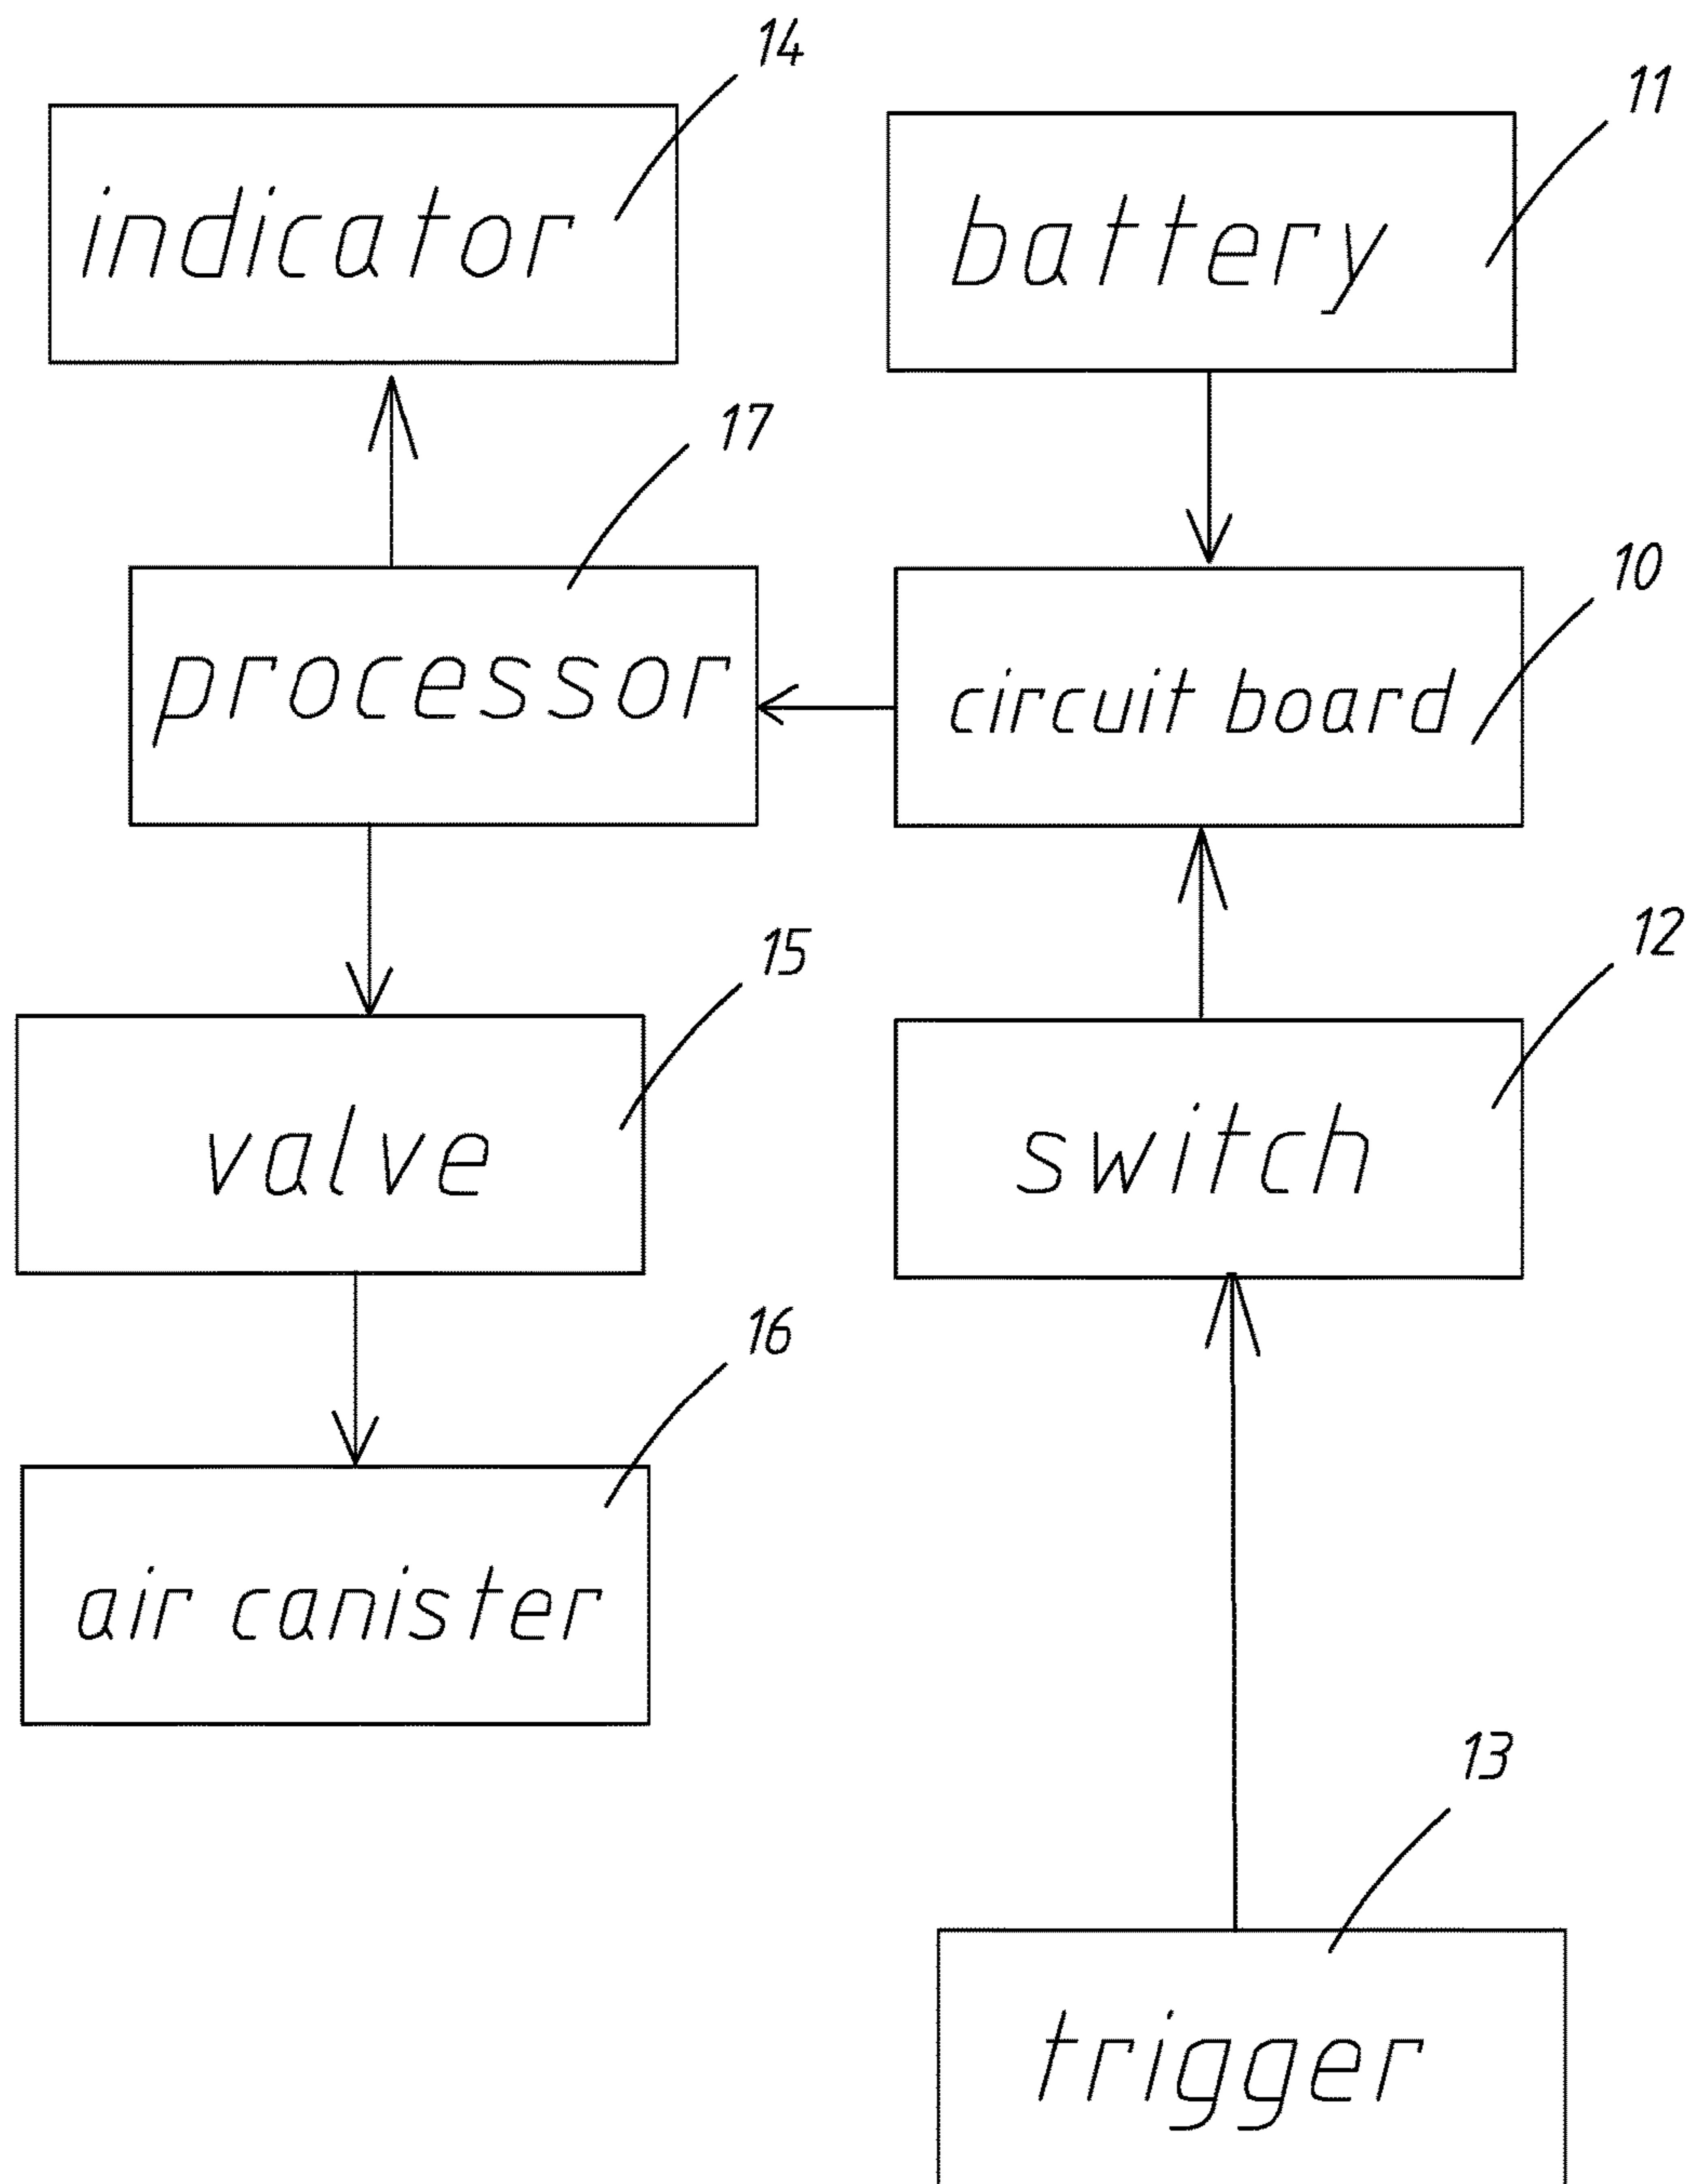 14
11
indicator
battery
17
10
processor
circuit board
15
12
valve
switch
16
air canister
13
trigger